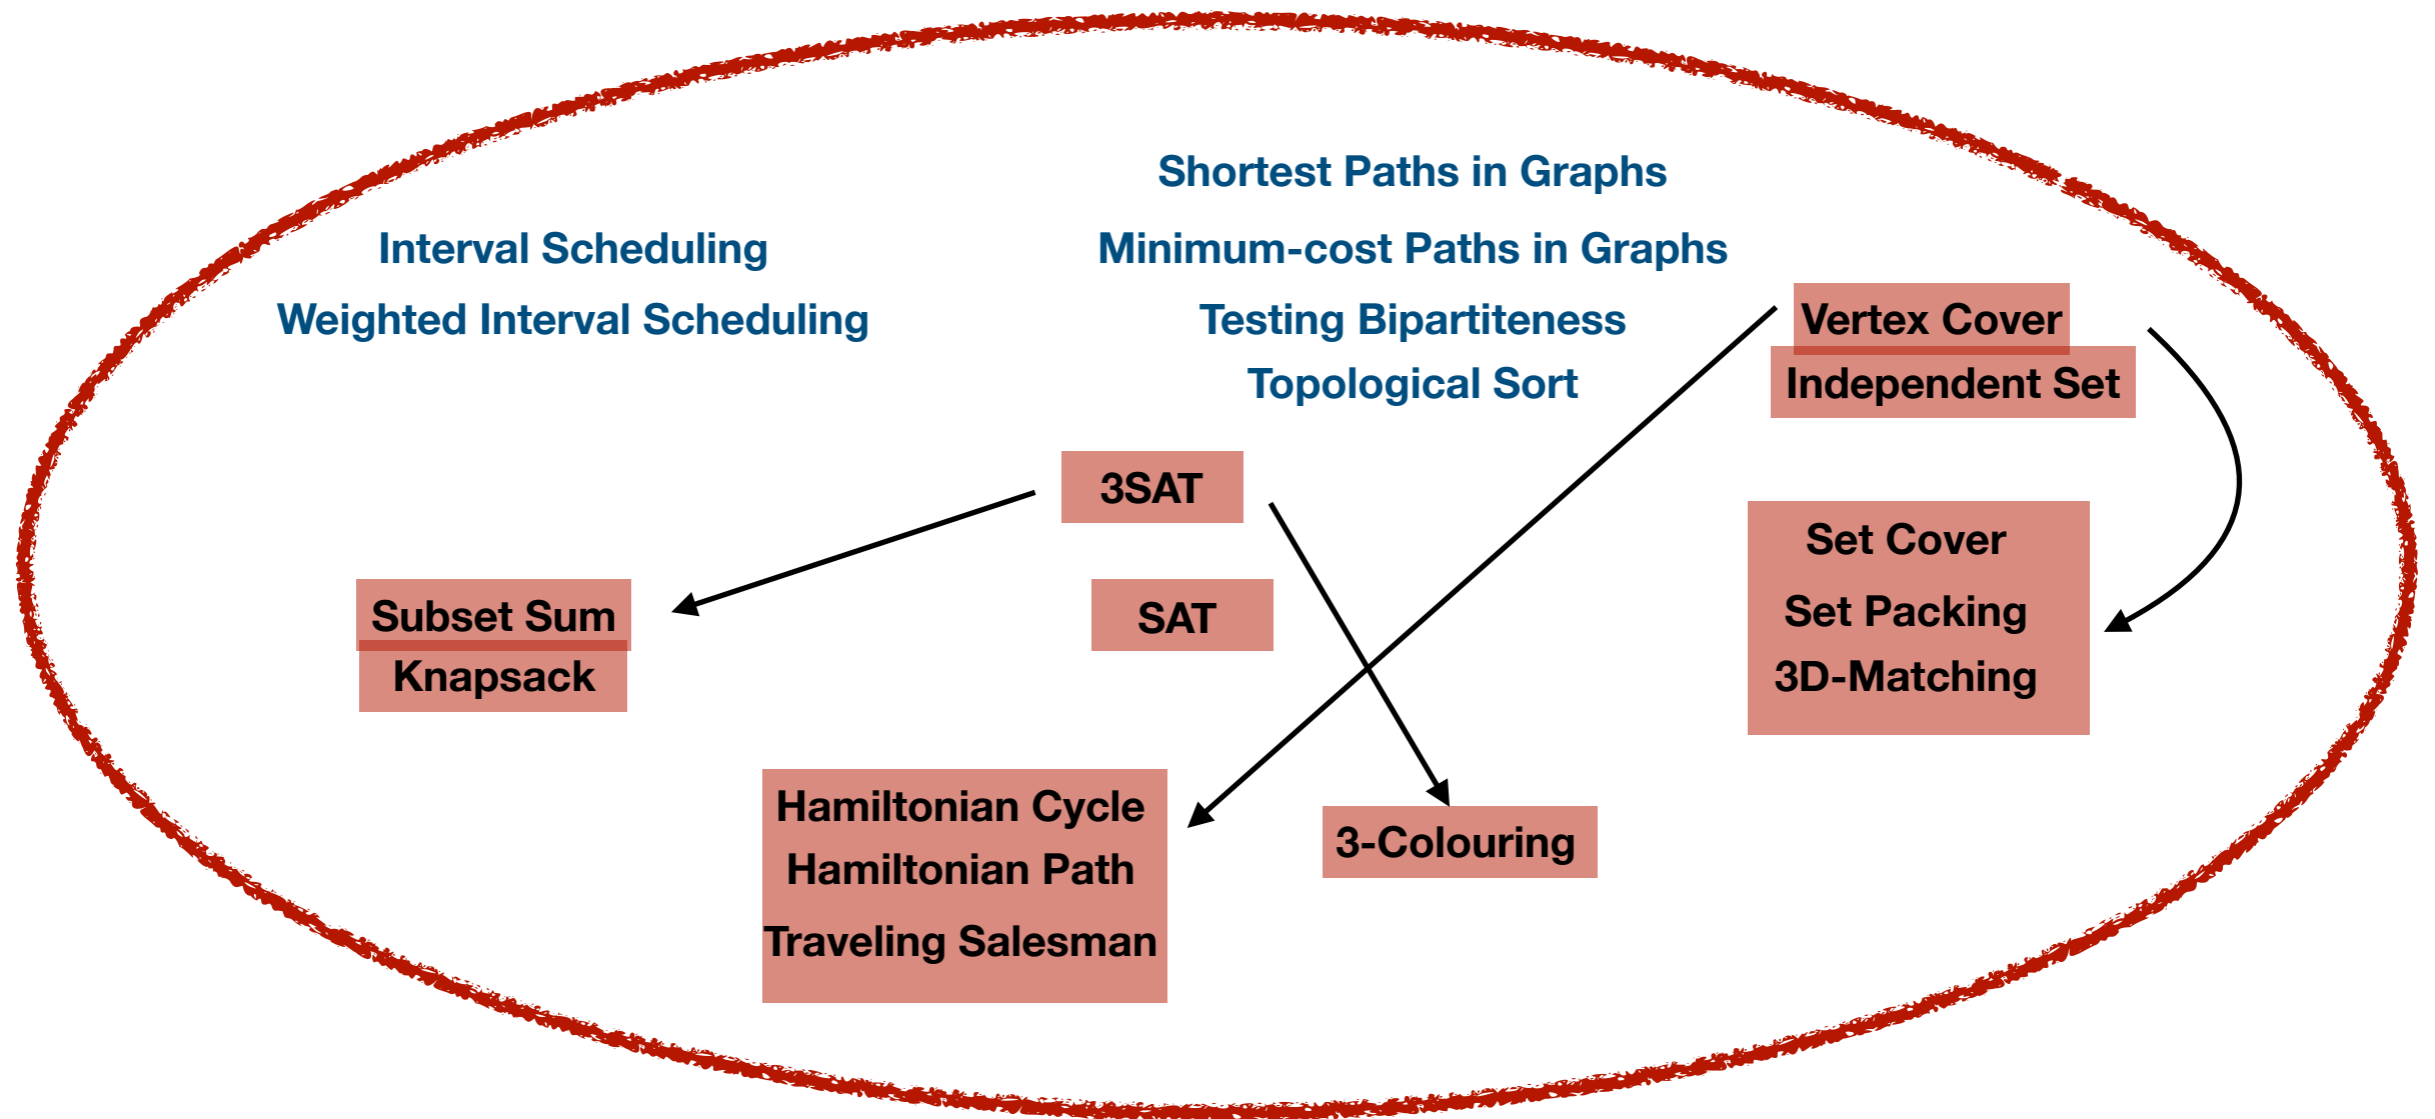 Shortest Paths in Graphs
Interval Scheduling
Minimum-cost Paths in Graphs
Weighted Interval Scheduling
Testing Bipartiteness
Vertex Cover
Topological Sort
Independent Set
3SAT
Set Cover
Subset Sum
SAT
Set Packing
Knapsack
3D-Matching
Hamiltonian Cycle
3-Colouring
Hamiltonian Path
Traveling Salesman